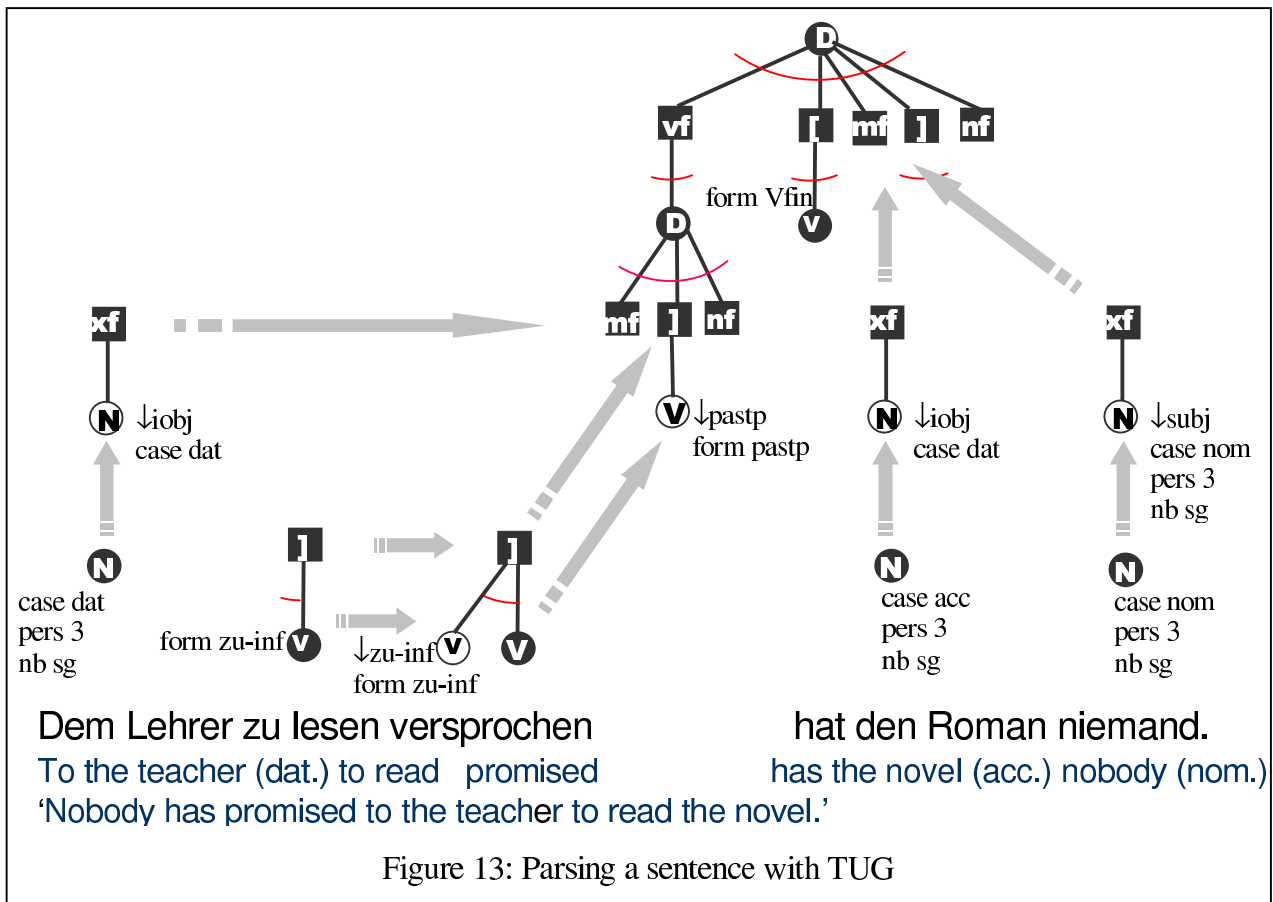 D
vf [ mf ] nf
form Vfin
D V
xf mf ] nf xf xf
N ↓iobj V ↓pastp N ↓iobj N ↓subj
case dat form pastp case dat case nom
pers 3
nb sg
] ]
N N N
case dat case acc case nom
pers 3 pers 3 pers 3
nb sg nb sg nb sg
form zu-inf V ↓zu-inf V V
form zu-inf
Dem Lehrer zu lesen versprochen hat den Roman niemand.
To the teacher (dat.) to read promised has the novel (acc.) nobody (nom.)
‘Nobody has promised to the teacher to read the novel.’
Figure 13: Parsing a sentence with TUG